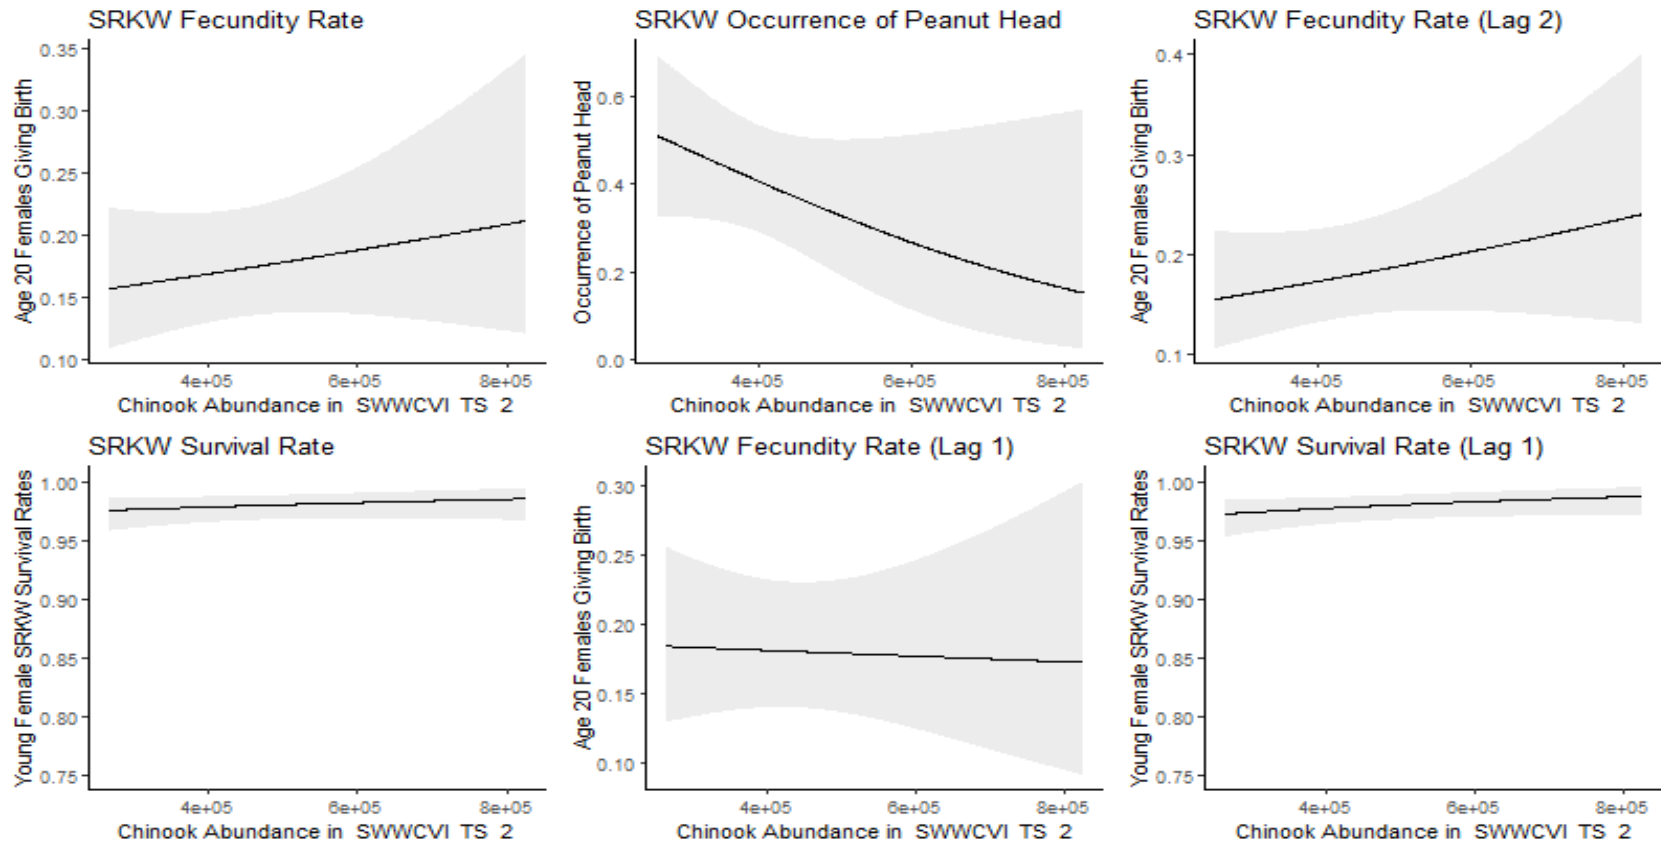 SRKW Fecundity Rate
Age 20 Females Giving Birth
0.35
0.30
0.25
0.20
0.15
0.10
4e+05 6e+05 8e+05
Chinook Abundance in SWWCVI TS 2
SRKW Occurrence of Peanut Head
Occurrence of Peanut Head
0.6
0.4
0.2
0.0
4e+05 6e+05 8e+05
Chinook Abundance in SWWCVI TS 2
SRKW Fecundity Rate (Lag 2)
Age 20 Females Giving Birth
0.4
0.3
0.2
0.1
4e+05 6e+05 8e+05
Chinook Abundance in SWWCVI TS 2
SRKW Survival Rate
Young Female SRKW Survival Rates
1.00
0.95
0.90
0.85
0.80
0.75
4e+05 6e+05 8e+05
Chinook Abundance in SWWCVI TS 2
SRKW Fecundity Rate (Lag 1)
Age 20 Females Giving Birth
0.30
0.25
0.20
0.15
0.10
4e+05 6e+05 8e+05
Chinook Abundance in SWWCVI TS 2
SRKW Survival Rate (Lag 1)
Young Female SRKW Survival Rates
1.00
0.95
0.90
0.85
0.80
0.75
4e+05 6e+05 8e+05
Chinook Abundance in SWWCVI TS 2